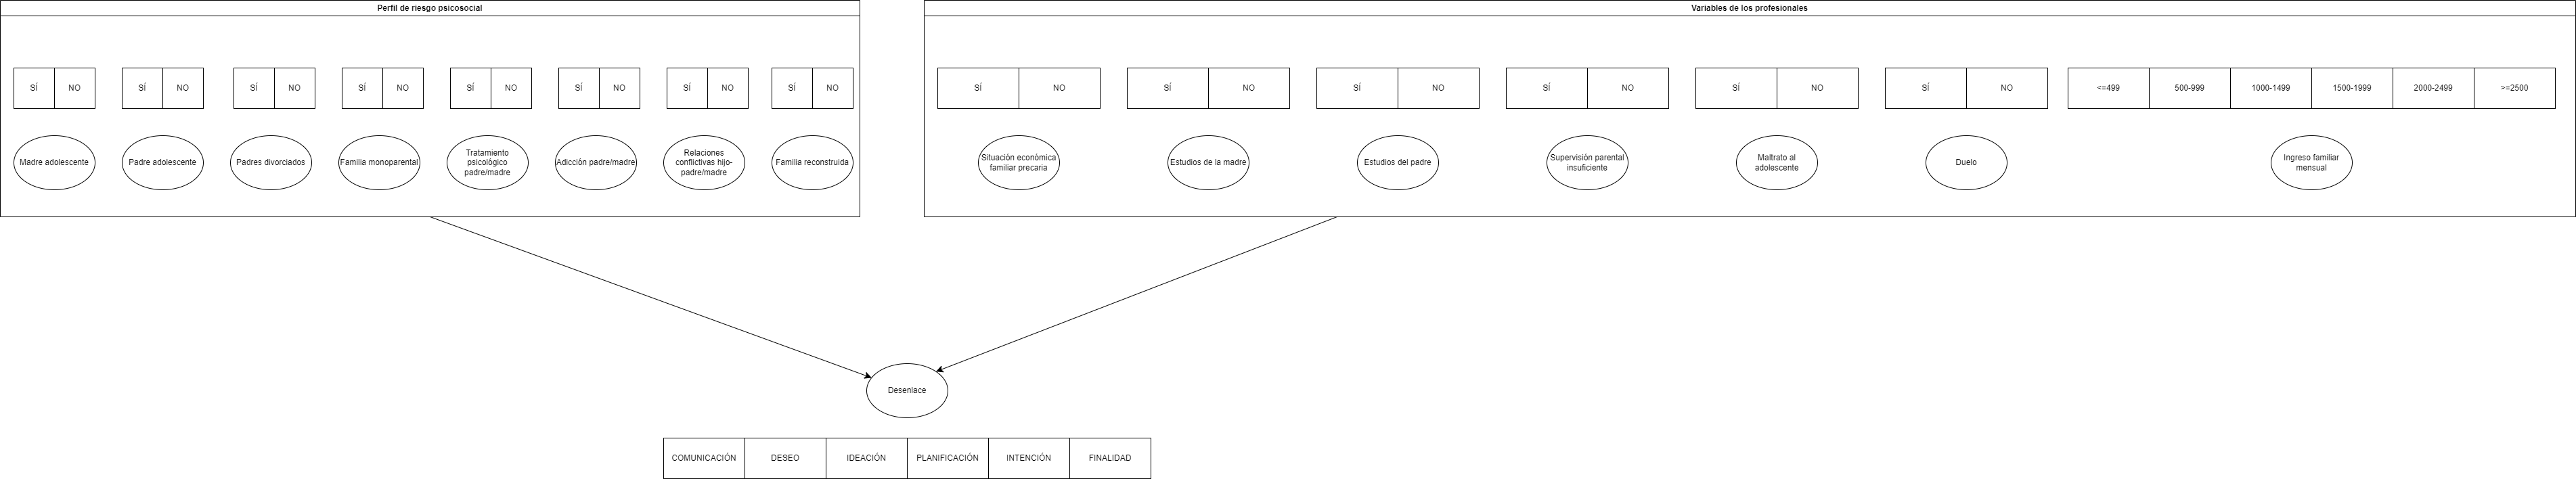 Perfil de riesgo psicosocial
SÍ NO SÍ NO SÍ NO SÍ NO SÍ NO SÍ NO SÍ NO SÍ NO
Madre adolescente
Padre adolescente
Padres divorciados
Familia monoparental
Tratamiento
psicológico
padre/madre
Adicción padre/madre
Relaciones
conflictivas hijo-
padre/madre
Familia reconstruida
Variables de los profesionales
SÍ NO SÍ NO SÍ NO SÍ NO SÍ NO SÍ NO <=499 500-999 1000-1499 1500-1999 2000-2499 >=2500
Situación económica
familiar precaria
Estudios de la madre
Estudios del padre
Supervisión parental
insuficiente
Maltrato al
adolescente
Duelo
Ingreso familiar
mensual
Desenlace
COMUNICACIÓN DESEO IDEACIÓN PLANIFICACIÓN INTENCIÓN FINALIDAD